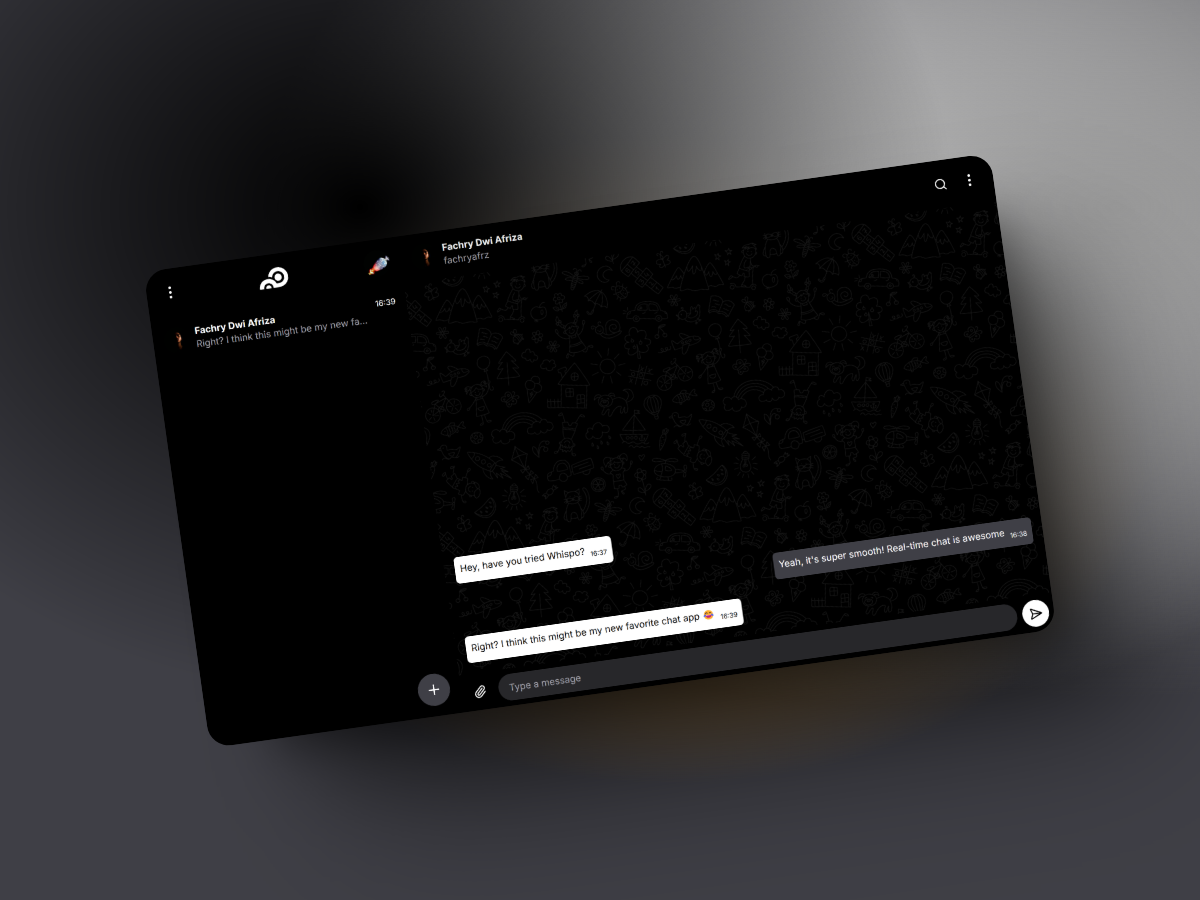 16:39
Fachry Dwi Afriza
Right? I think this might be my new fa...
Fachry Dwi Afriza
fachryafrz
Hey, have you tried Whispo? 16:37
Yeah, it's super smooth! Real-time chat is awesome 16:38
Right? I think this might be my new favorite chat app 🤩 16:39
Type a message